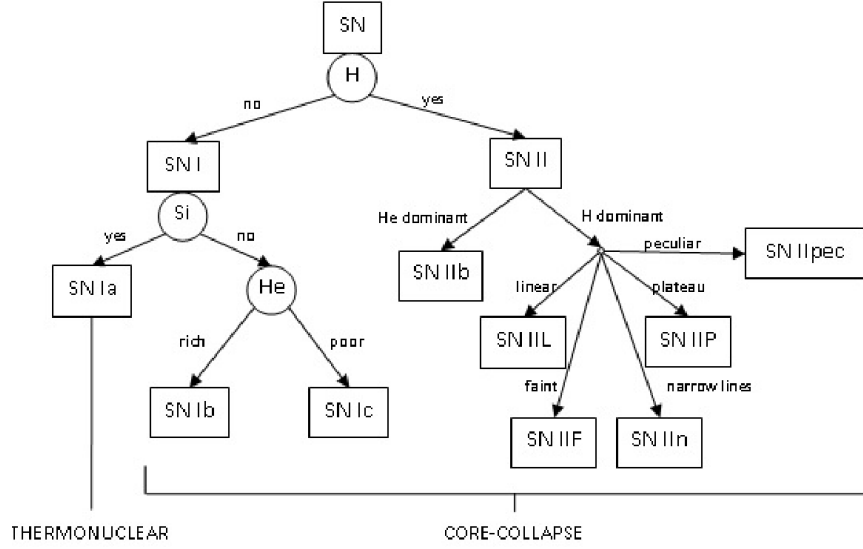 SN
H
no
yes
SN I
SN II
Si
He dominant
H dominant
yes
no
peculiar
SN IIpec
SN Ia
He
SN IIb
linear
plateau
rich
poor
SN IIL
SN IIP
faint
narrow lines
SN Ib
SN Ic
SN IIF
SN IIn
THERMONUCLEAR
CORE-COLLAPSE